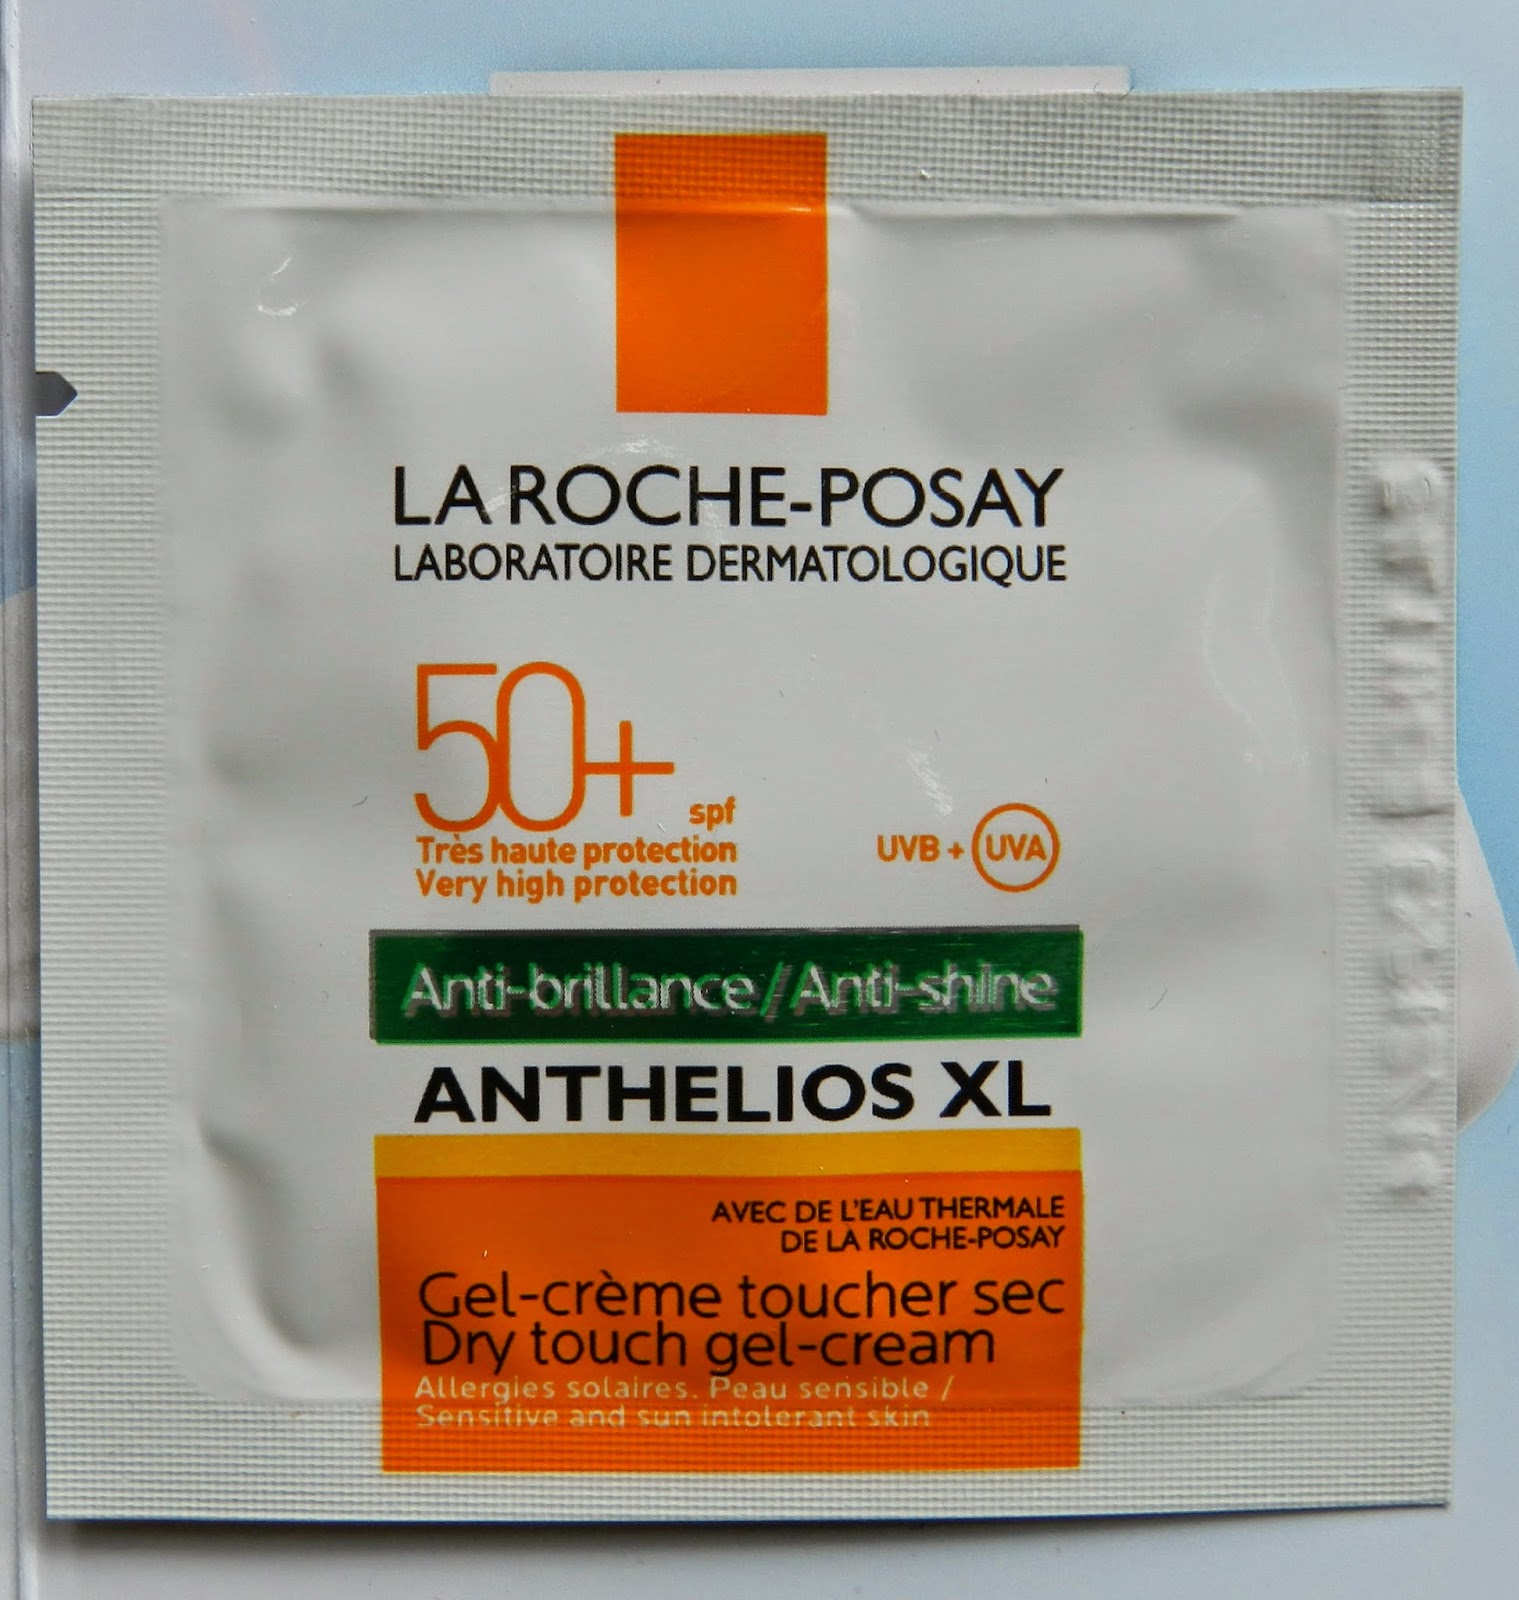 LA ROCHE-POSAY
LABORATOIRE DERMATOLOGIQUE
50+ spf
Très haute protection
Very high protection
UVB + UVA
Anti-brillance/Anti-shine
ANTHELIOS XL
AVEC DE L'EAU THERMALE
DE LA ROCHE-POSAY
Gel-crème toucher sec
Dry touch gel-cream
Allergies solaires. Peau sensible /
Sensitive and sun intolerant skin